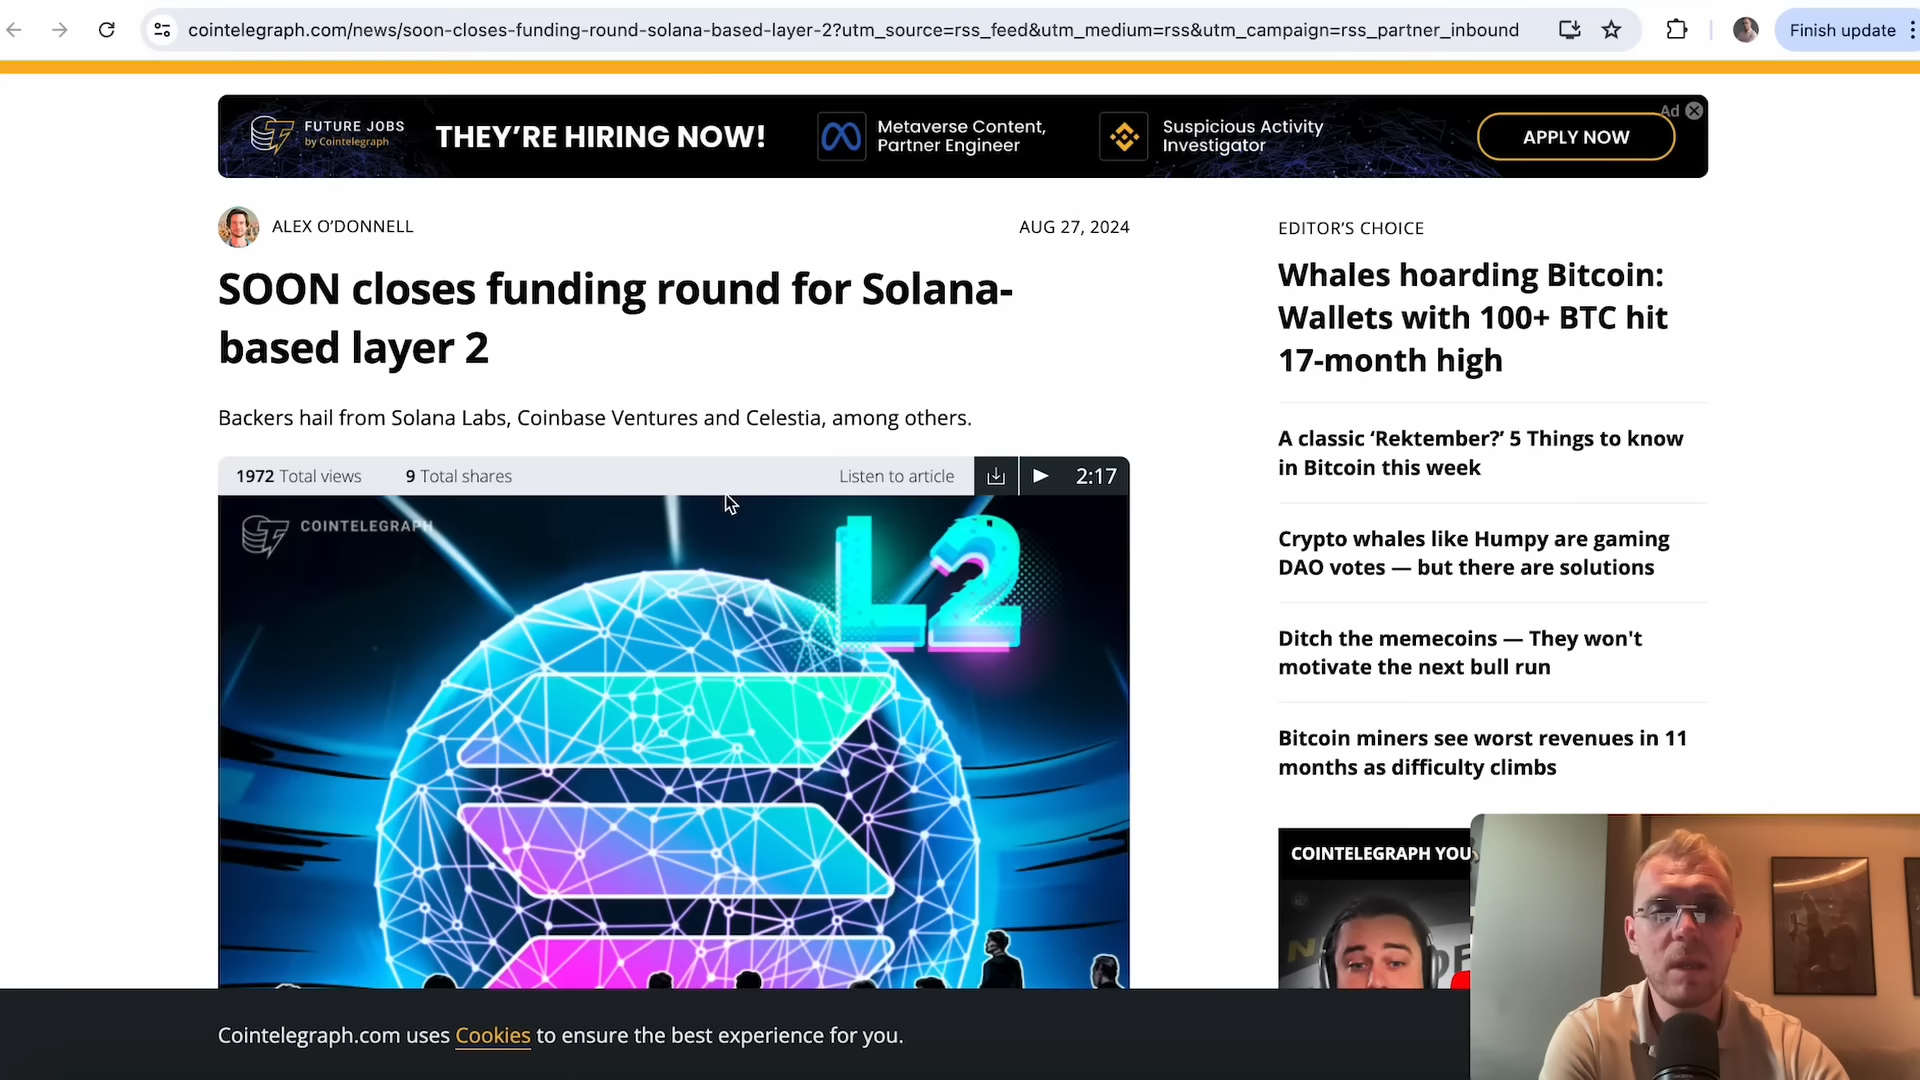 cointelegraph.com/news/soon-closes-funding-round-solana-based-layer-2?utm_source=rss_feed&utm_medium=rss&utm_campaign=rss_partner_inbound
Finish update
Ad
FUTURE JOBS
by Cointelegraph
THEY'RE HIRING NOW!
Metaverse Content,
Partner Engineer
Suspicious Activity
Investigator
APPLY NOW
ALEX O'DONNELL
AUG 27, 2024
SOON closes funding round for Solana-
based layer 2
Backers hail from Solana Labs, Coinbase Ventures and Celestia, among others.
1972 Total views
9 Total shares
Listen to article
2:17
COINTELEGRAPH
L2
EDITOR'S CHOICE
Whales hoarding Bitcoin:
Wallets with 100+ BTC hit
17-month high
A classic ‘Rektember?’ 5 Things to know
in Bitcoin this week
Crypto whales like Humpy are gaming
DAO votes — but there are solutions
Ditch the memecoins — They won't
motivate the next bull run
Bitcoin miners see worst revenues in 11
months as difficulty climbs
COINTELEGRAPH YOU
Cointelegraph.com uses Cookies to ensure the best experience for you.